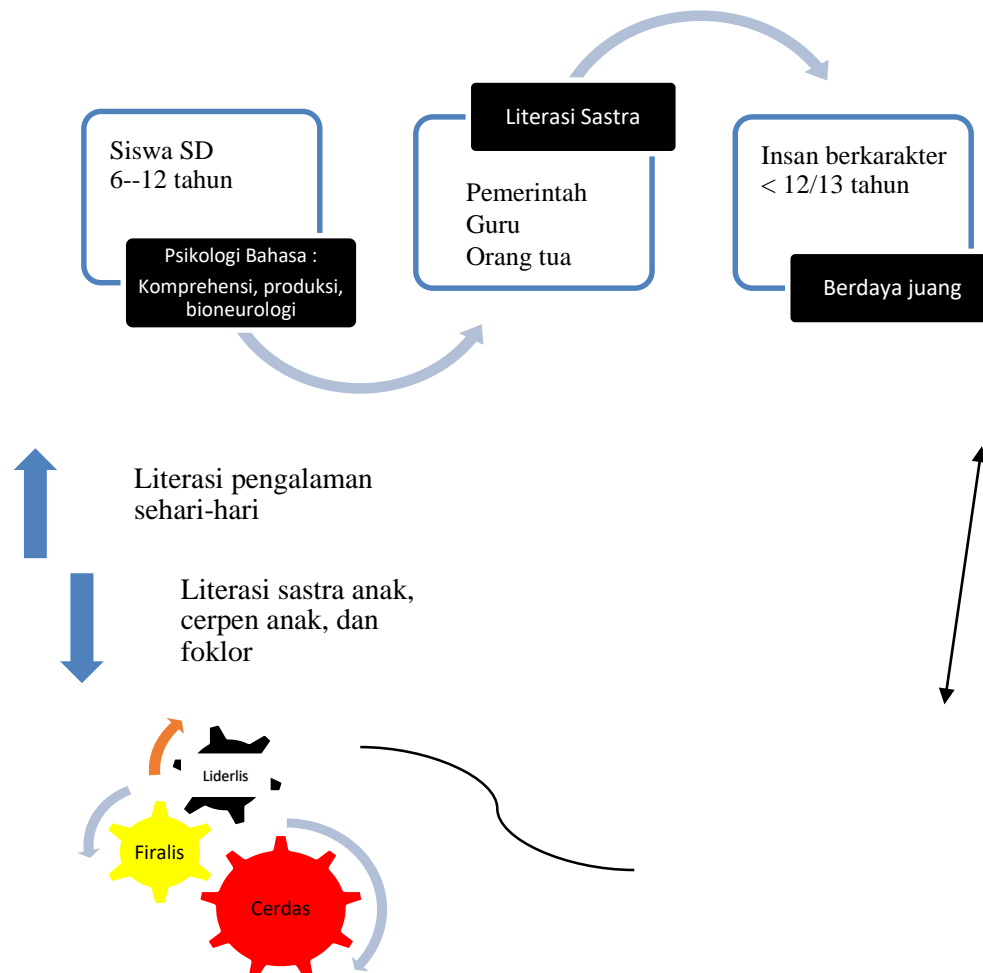 Siswa SD
6--12 tahun
Psikologi Bahasa :
Komprehensi, produksi,
bioneurologi
Literasi Sastra
Pemerintah
Guru
Orang tua
Insan berkarakter
< 12/13 tahun
Berdaya juang
Literasi pengalaman
sehari-hari
Literasi sastra anak,
cerpen anak, dan
foklor
Liderlis
Firalis
Cerdas